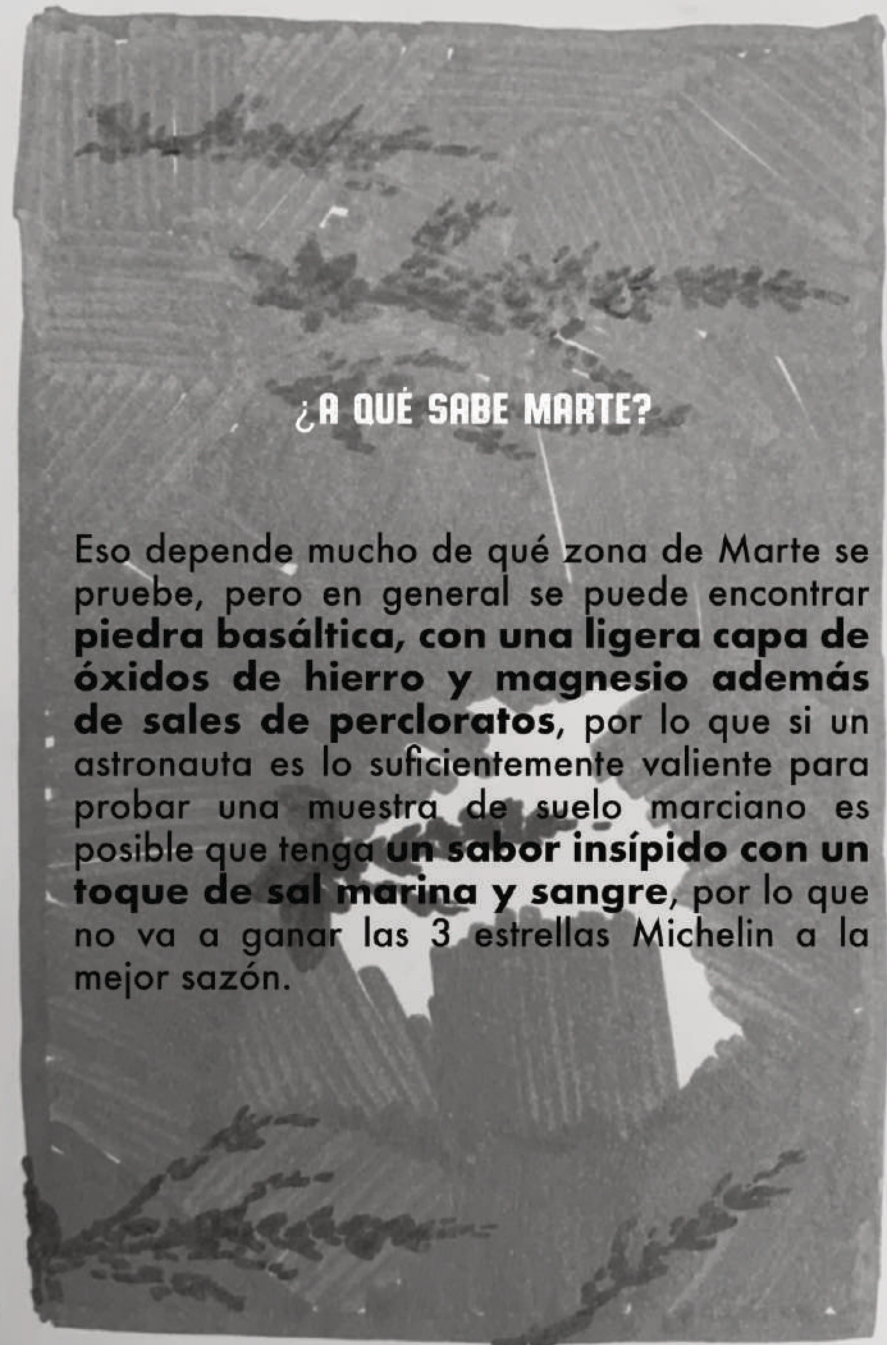 ¿A QUÉ SABE MARTE?
Eso depende mucho de qué zona de Marte se
pruebe, pero en general se puede encontrar
piedra basáltica, con una ligera capa de
óxidos de hierro y magnesio además
de sales de percloratos, por lo que si un
astronauta es lo suficientemente valiente para
probar una muestra de suelo marciano es
posible que tenga un sabor insípido con un
toque de sal marina y sangre, por lo que
no va a ganar las 3 estrellas Michelin a la
mejor sazón.